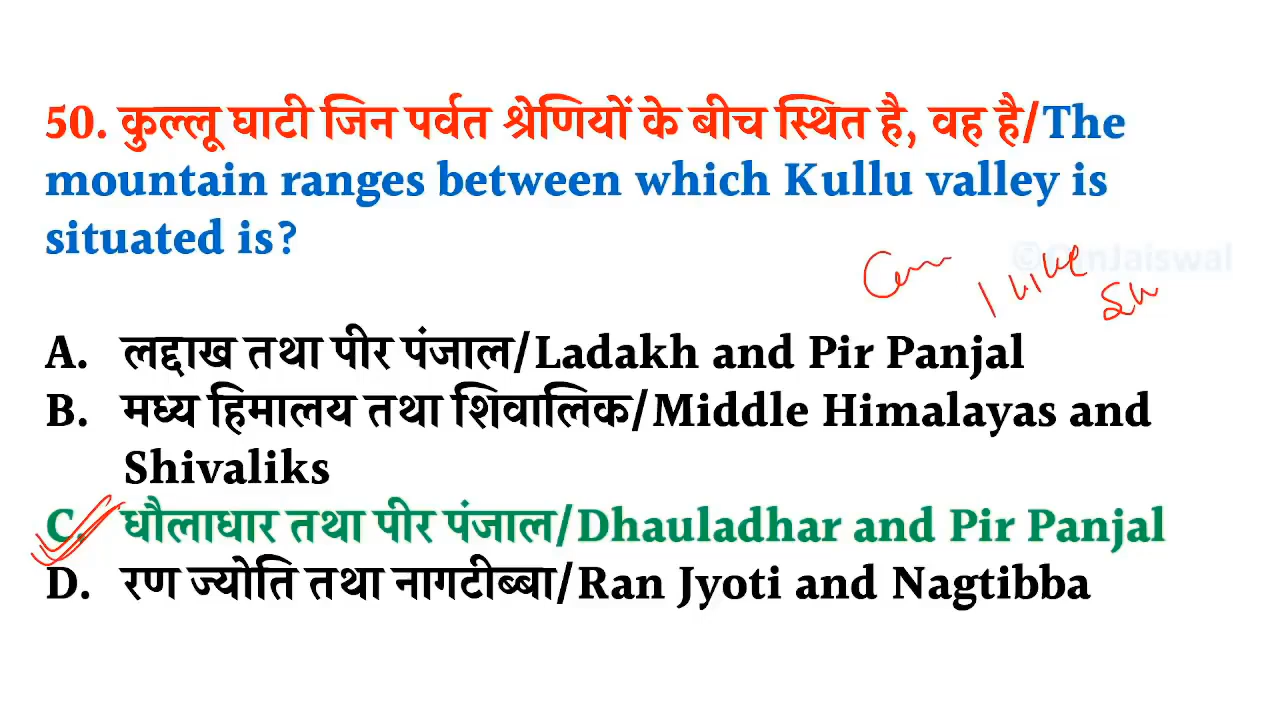 50. कुल्लू घाटी जिन पर्वत श्रेणियों के बीच स्थित है, वह है/The
mountain ranges between which Kullu valley is
situated is?
©OmJaiswal
A. लद्दाख तथा पीर पंजाल/Ladakh and Pir Panjal
B. मध्य हिमालय तथा शिवालिक/Middle Himalayas and
Shivaliks
C. धौलाधार तथा पीर पंजाल/Dhauladhar and Pir Panjal
D. रण ज्योति तथा नागटीब्बा/Ran Jyoti and Nagtibba